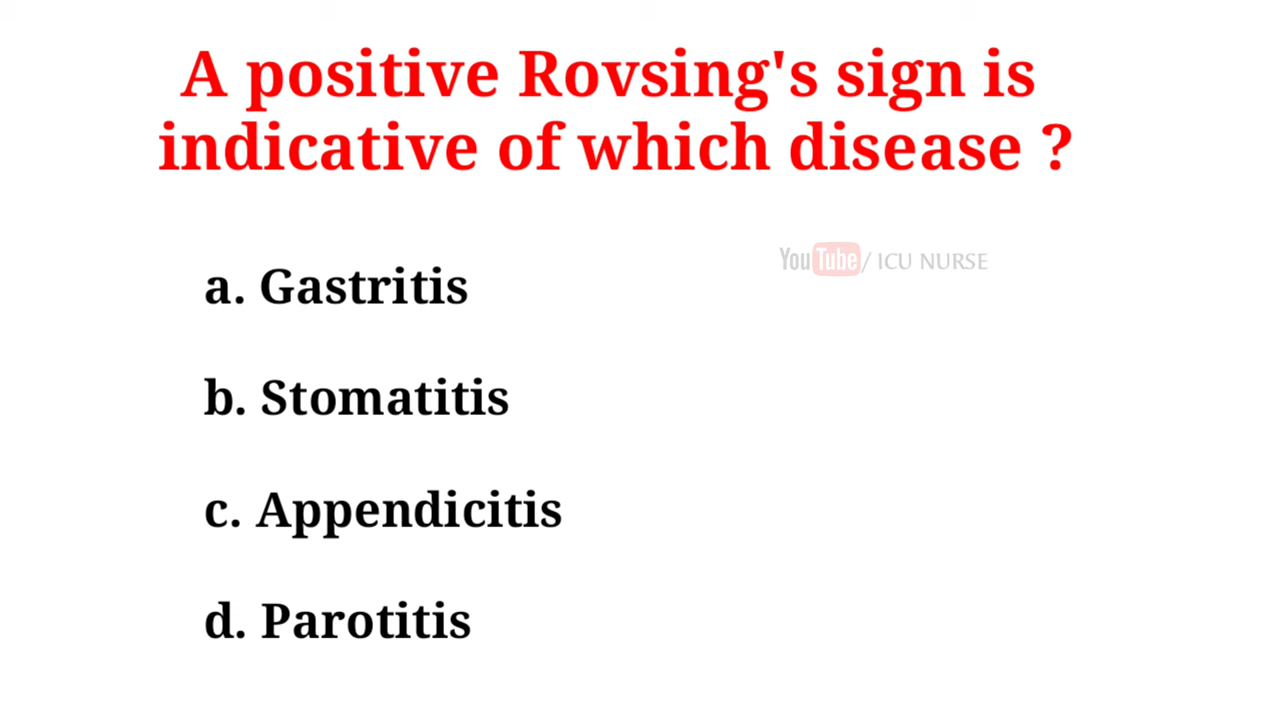 A positive Rovsing's sign is
indicative of which disease ?
YouTube/ ICU NURSE
a. Gastritis
b. Stomatitis
c. Appendicitis
d. Parotitis